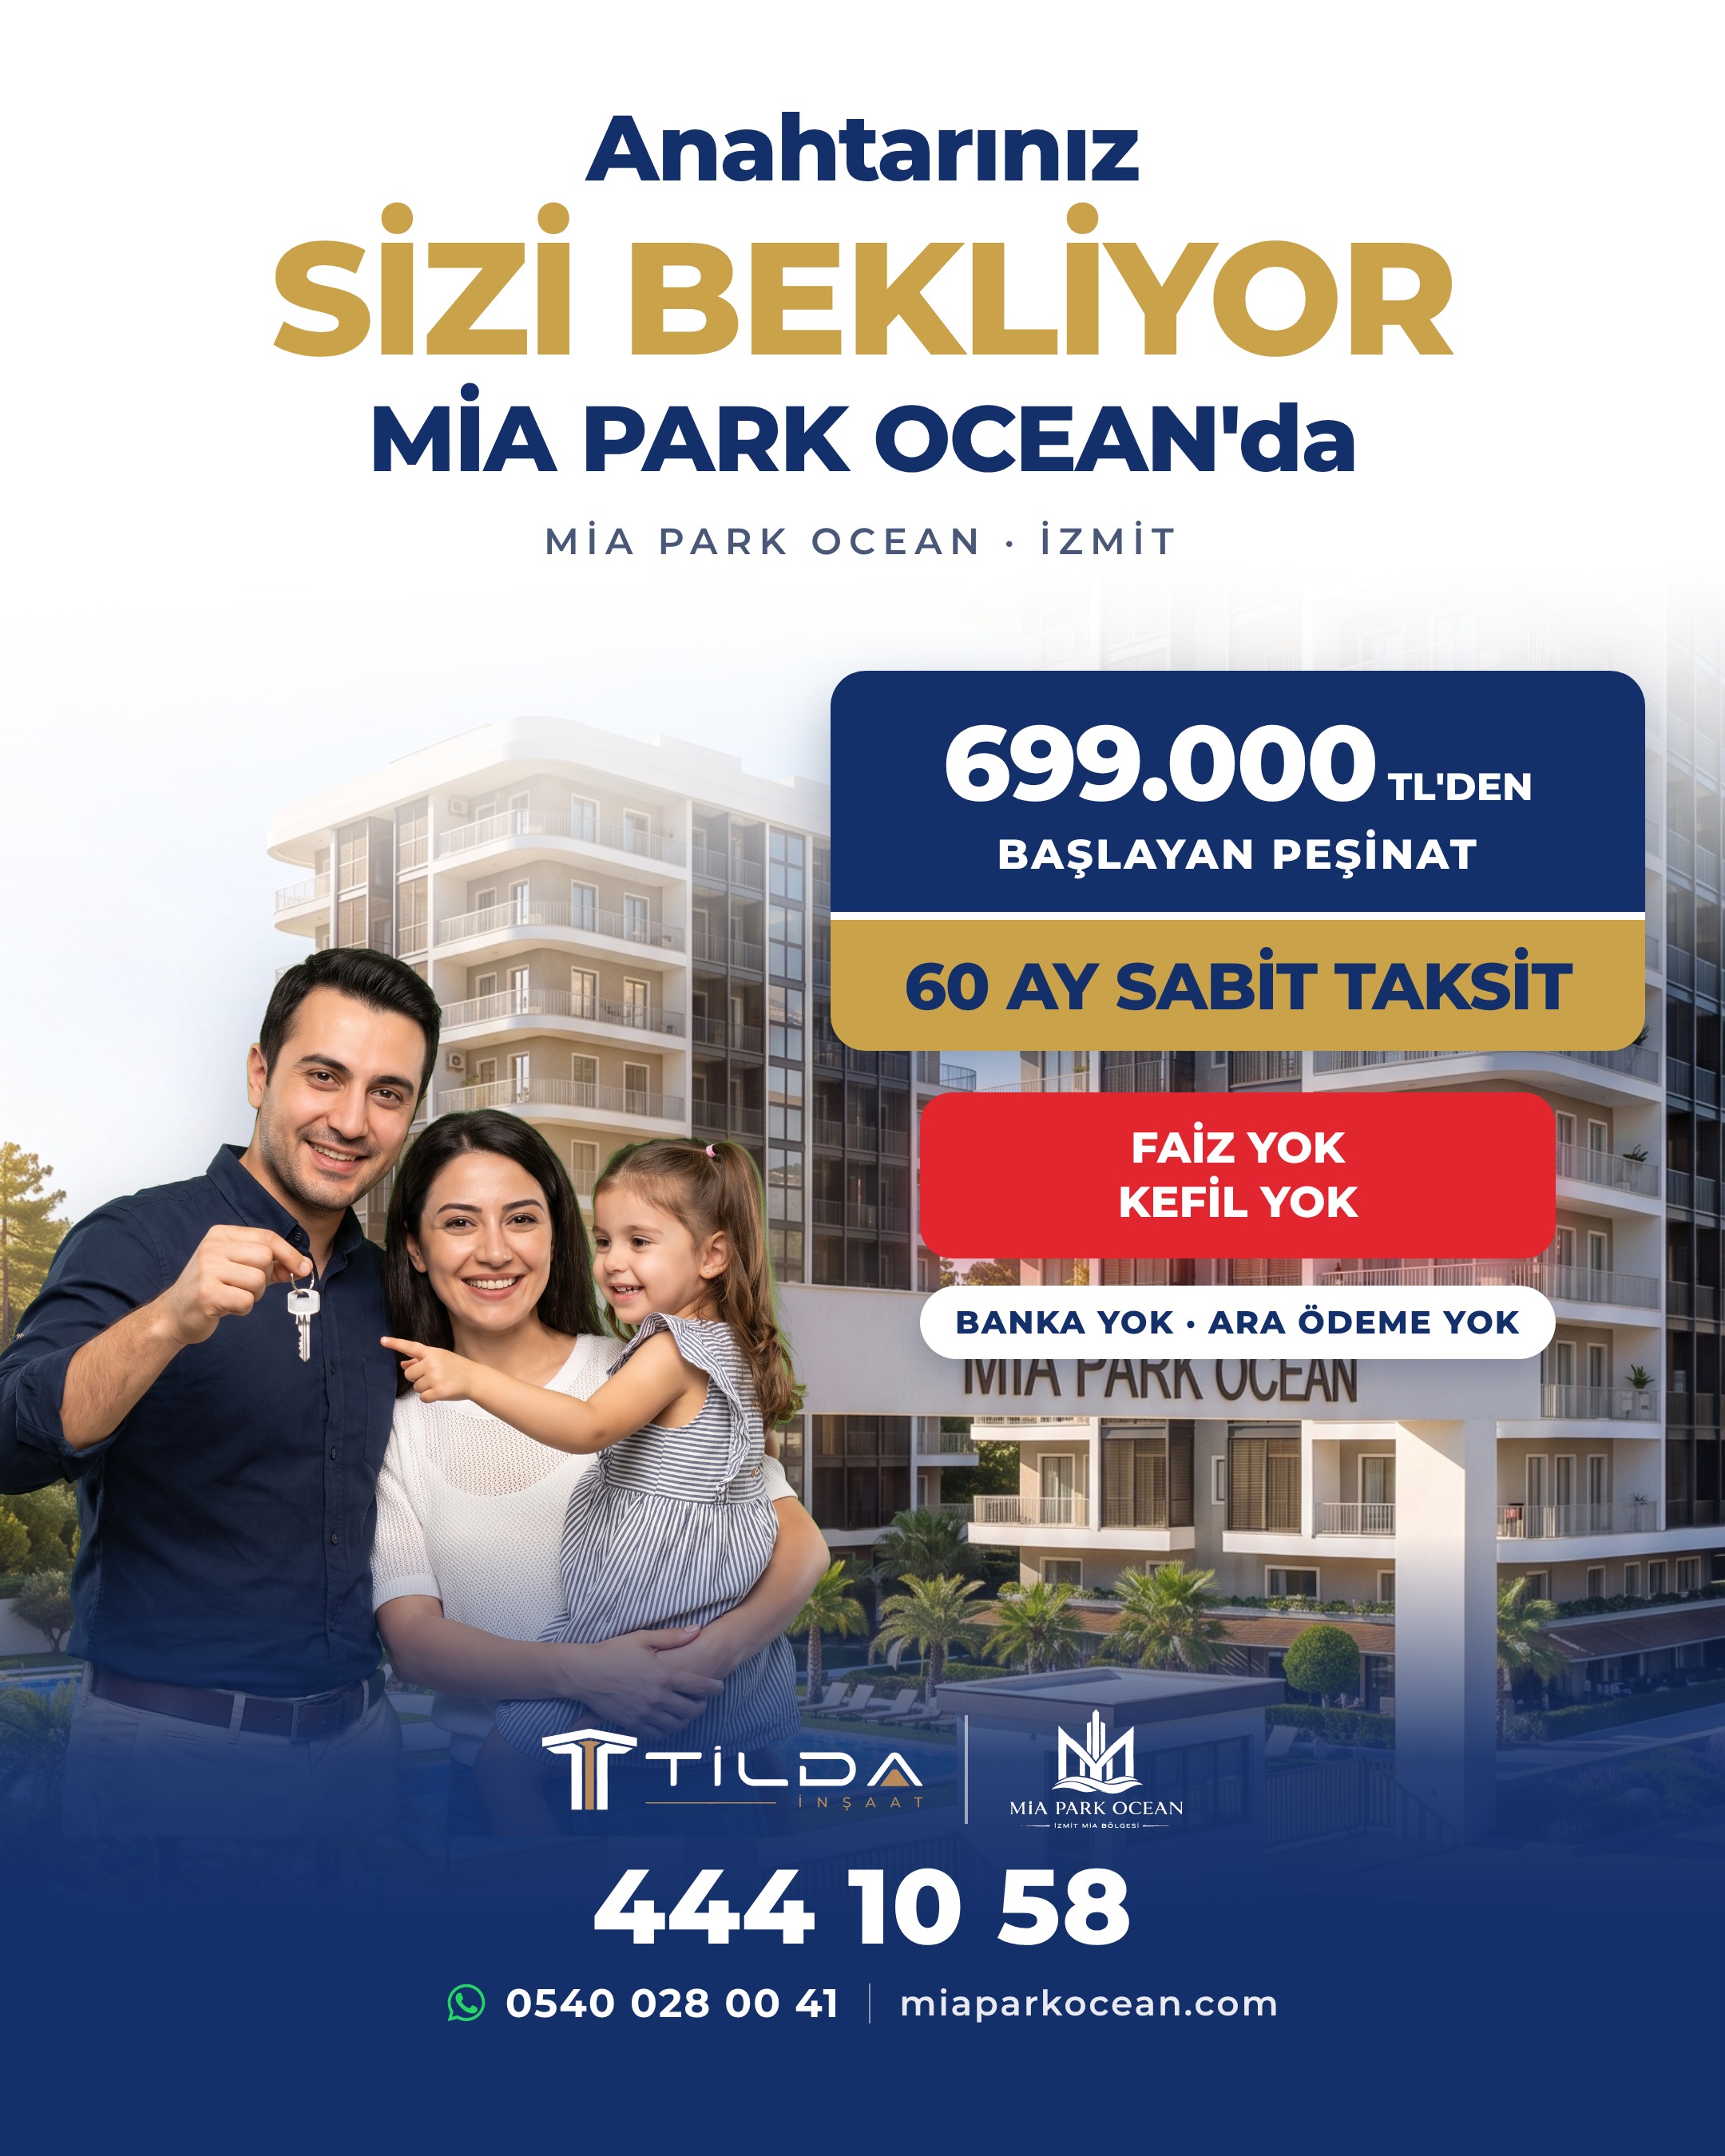 Anahtarınız
SİZİ BEKLİYOR
MİA PARK OCEAN'da
MİA PARK OCEAN · İZMİT
699.000 TL'DEN
BAŞLAYAN PEŞİNAT
60 AY SABİT TAKSİT
FAİZ YOK
KEFİL YOK
BANKA YOK · ARA ÖDEME YOK
MIA PARK OCEAN
TİLDA
İNŞAAT
MİA PARK OCEAN
İZMİT MİA BÖLGESİ
444 10 58
0540 028 00 41
miaparkocean.com